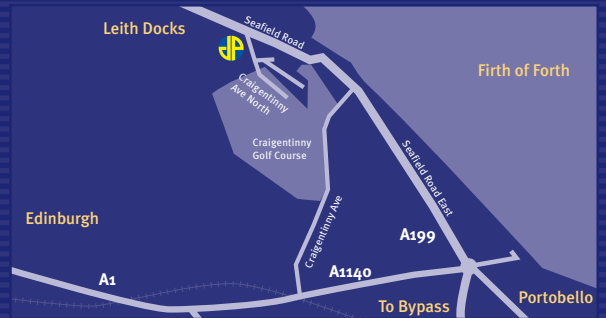 Leith Docks
Seafield Road
JP
Firth of Forth
Craigentinny
Ave North
Craigentinny
Golf Course
Seafield Road East
Edinburgh
Craigentinny Ave
A199
A1
A1140
To Bypass
Portobello